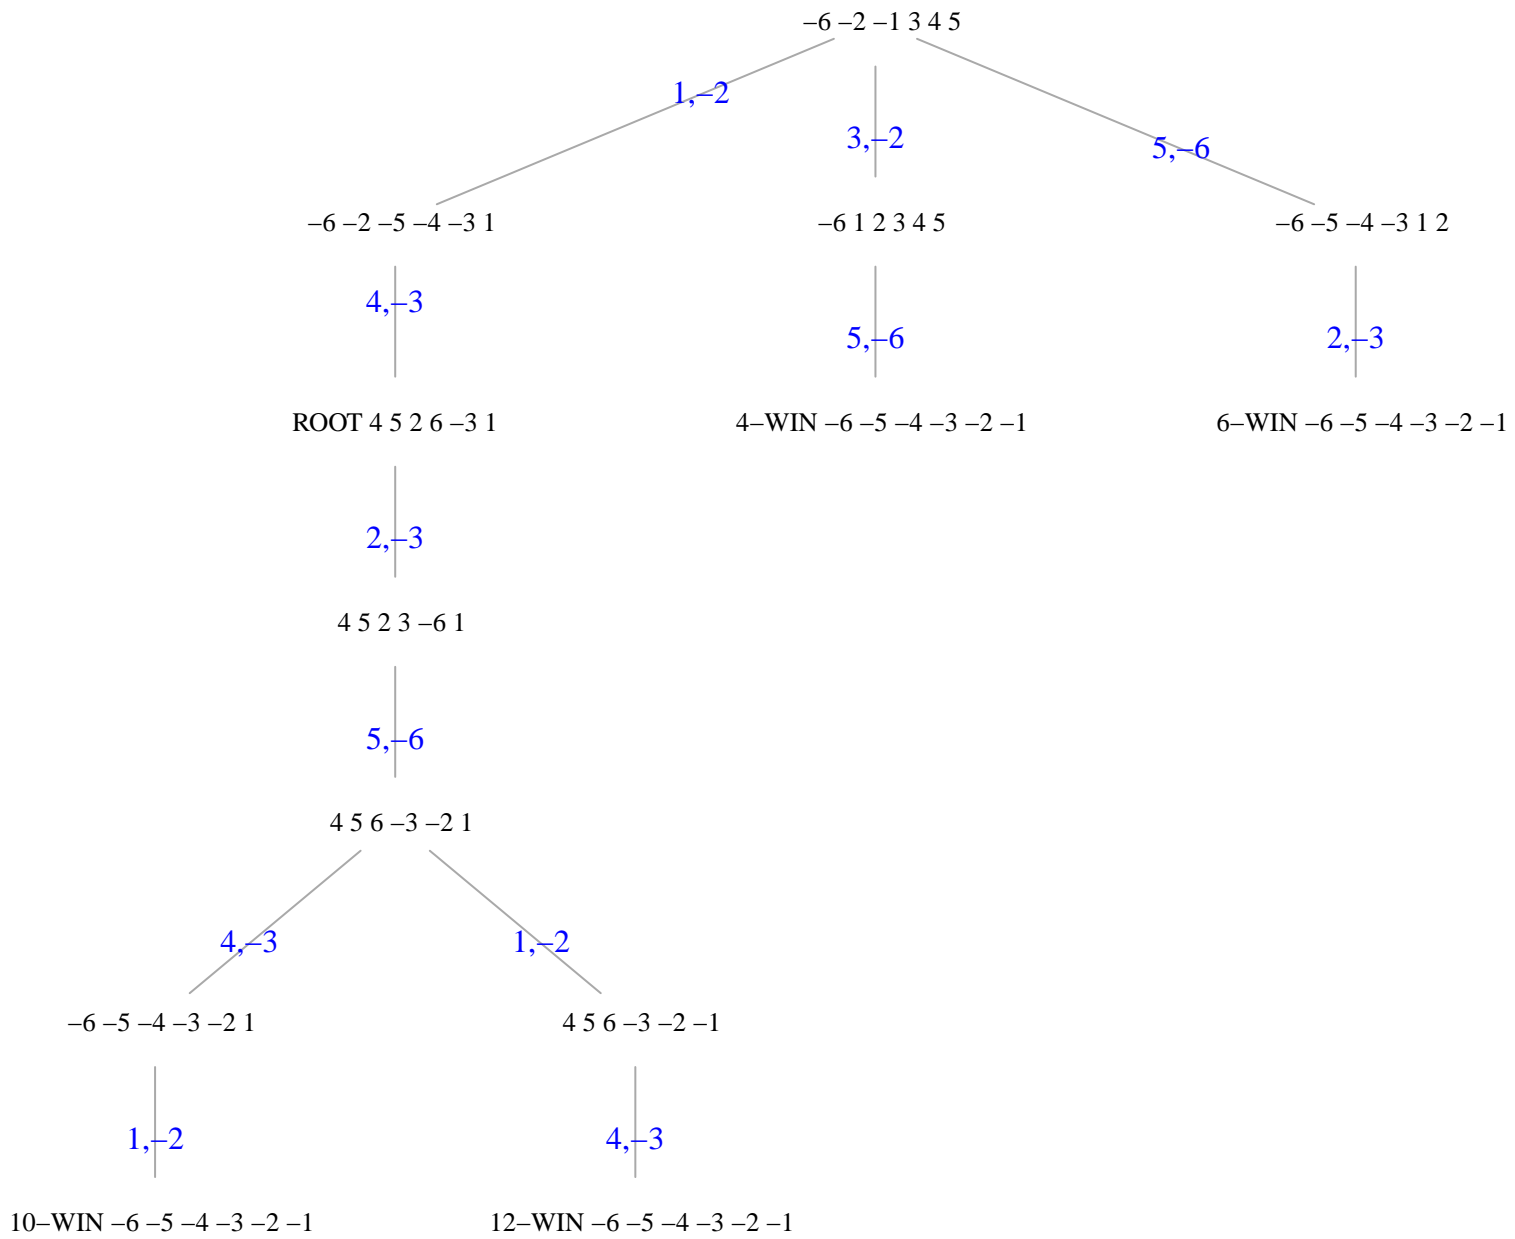 –6 –2 –1 3 4 5
1,–2
3,–2
5,–6
–6 –2 –5 –4 –3 1
–6 1 2 3 4 5
–6 –5 –4 –3 1 2
4,–3
5,–6
2,–3
ROOT 4 5 2 6 –3 1
4–WIN –6 –5 –4 –3 –2 –1
6–WIN –6 –5 –4 –3 –2 –1
2,–3
4 5 2 3 –6 1
5,–6
4 5 6 –3 –2 1
4,–3
1,–2
–6 –5 –4 –3 –2 1
4 5 6 –3 –2 –1
1,–2
4,–3
10–WIN –6 –5 –4 –3 –2 –1
12–WIN –6 –5 –4 –3 –2 –1